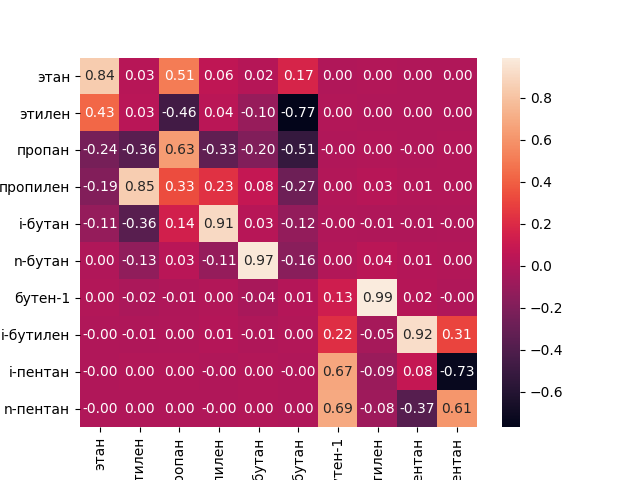 этан 0.84 0.03 0.51 0.06 0.02 0.17 0.00 0.00 0.00 0.00
этилен 0.43 0.03 -0.46 0.04 -0.10 -0.77 0.00 0.00 0.00 0.00
пропан -0.24 -0.36 0.63 -0.33 -0.20 -0.51 -0.00 0.00 -0.00 0.00
пропилен -0.19 0.85 0.33 0.23 0.08 -0.27 0.00 0.03 0.01 0.00
i-бутан -0.11 -0.36 0.14 0.91 0.03 -0.12 -0.00 -0.01 -0.01 -0.00
n-бутан 0.00 -0.13 0.03 -0.11 0.97 -0.16 0.00 0.04 0.01 0.00
бутен-1 0.00 -0.02 -0.01 0.00 -0.04 0.01 0.13 0.99 0.02 -0.00
i-бутилен -0.00 -0.01 0.00 0.01 -0.01 0.00 0.22 -0.05 0.92 0.31
i-пентан -0.00 0.00 0.00 -0.00 0.00 -0.00 0.67 -0.09 0.08 -0.73
n-пентан -0.00 0.00 0.00 -0.00 0.00 0.00 0.69 -0.08 -0.37 0.61
этан тилен ропан пилен бутан бутан утен-1 тилен ентан ентан
0.8
0.6
0.4
0.2
0.0
−0.2
−0.4
−0.6